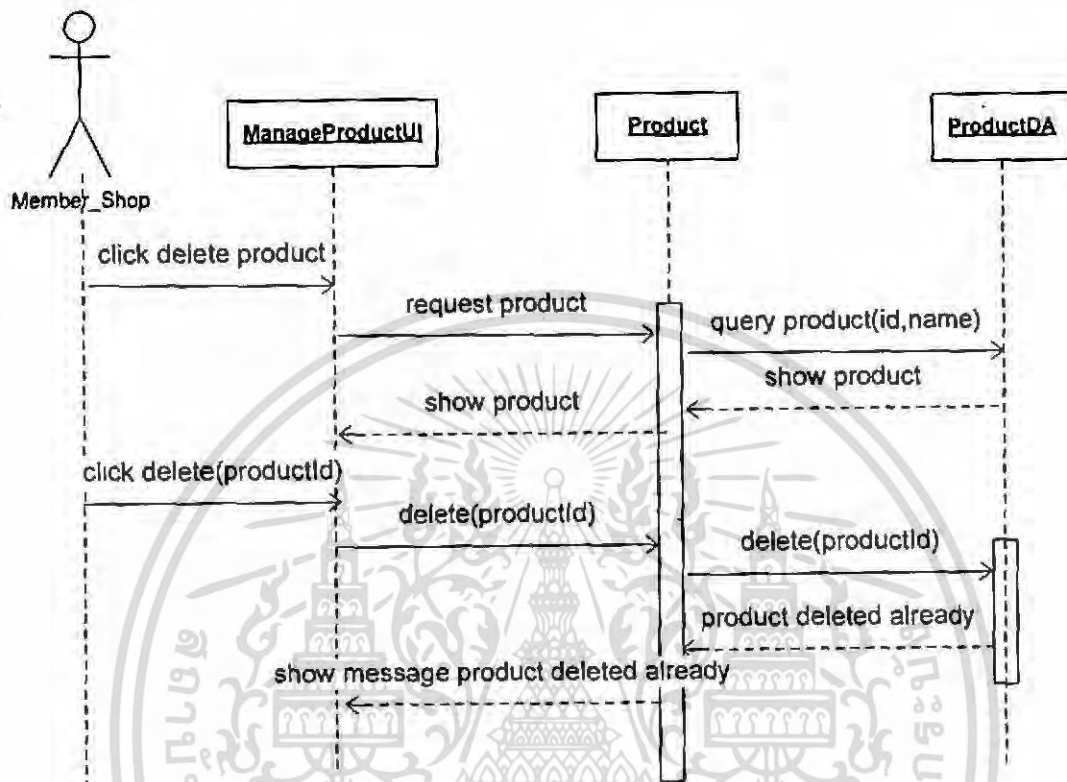 ManageProductUI
Product
ProductDA
Member_Shop
click delete product
request product
query product(id,name)
show product
show product
click delete(productId)
delete(productId)
delete(productId)
product deleted already
show message product deleted already